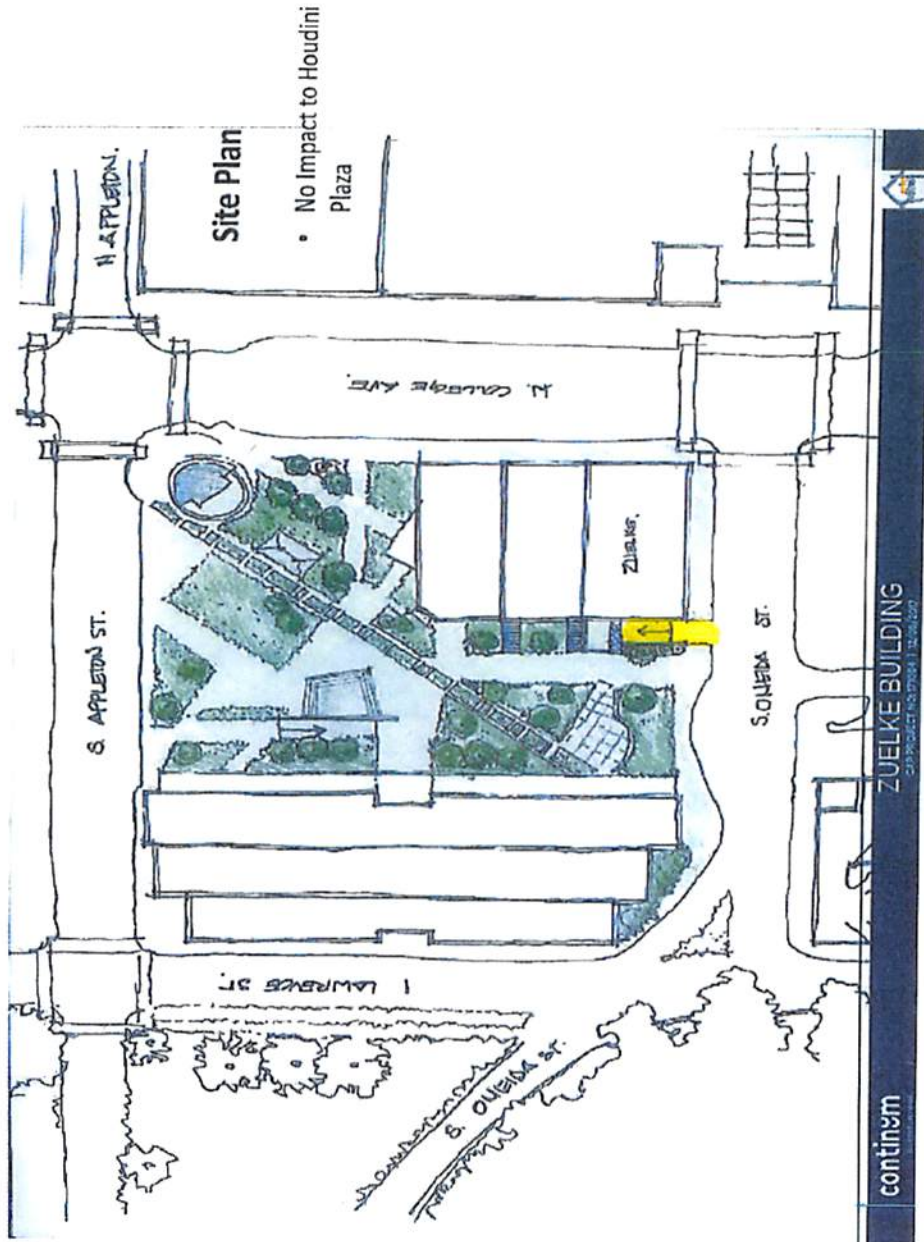 Site Plan
• No Impact to Houdini
Plaza
N. APPLETON.
S. APPLETON ST.
W. COLLEGE AVE.
ZUELKE.
S. ONEIDA ST.
LAWRENCE ST.
S. ONEIDA ST.
ZUELKE BUILDING
continȳm